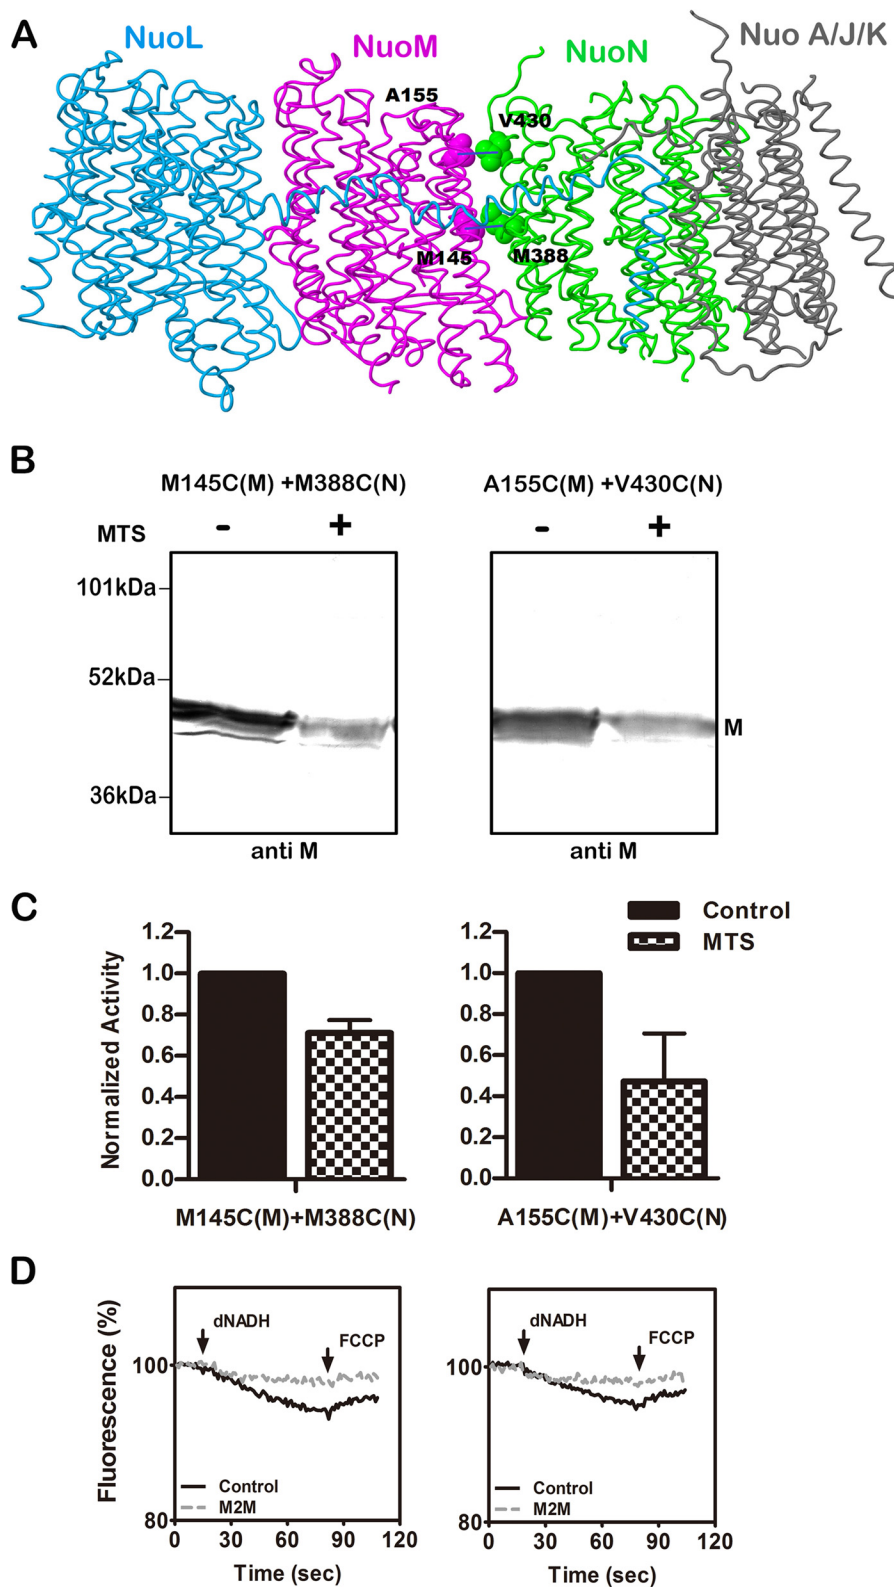 A
NuoL
NuoM
NuoN
Nuo A/J/K
A155
V430
M145
M388
B
M145C(M) +M388C(N)
A155C(M) +V430C(N)
MTS
- +
- +
101kDa
52kDa
36kDa
M
anti M
anti M
C
Control
MTS
Normalized Activity
1.2
1.0
0.8
0.6
0.4
0.2
0.0
M145C(M)+M388C(N)
1.2
1.0
0.8
0.6
0.4
0.2
0.0
A155C(M)+V430C(N)
D
Fluorescence (%)
100
80
dNADH
FCCP
Control
M2M
0 30 60 90 120
Time (sec)
100
80
dNADH
FCCP
Control
M2M
0 30 60 90 120
Time (sec)